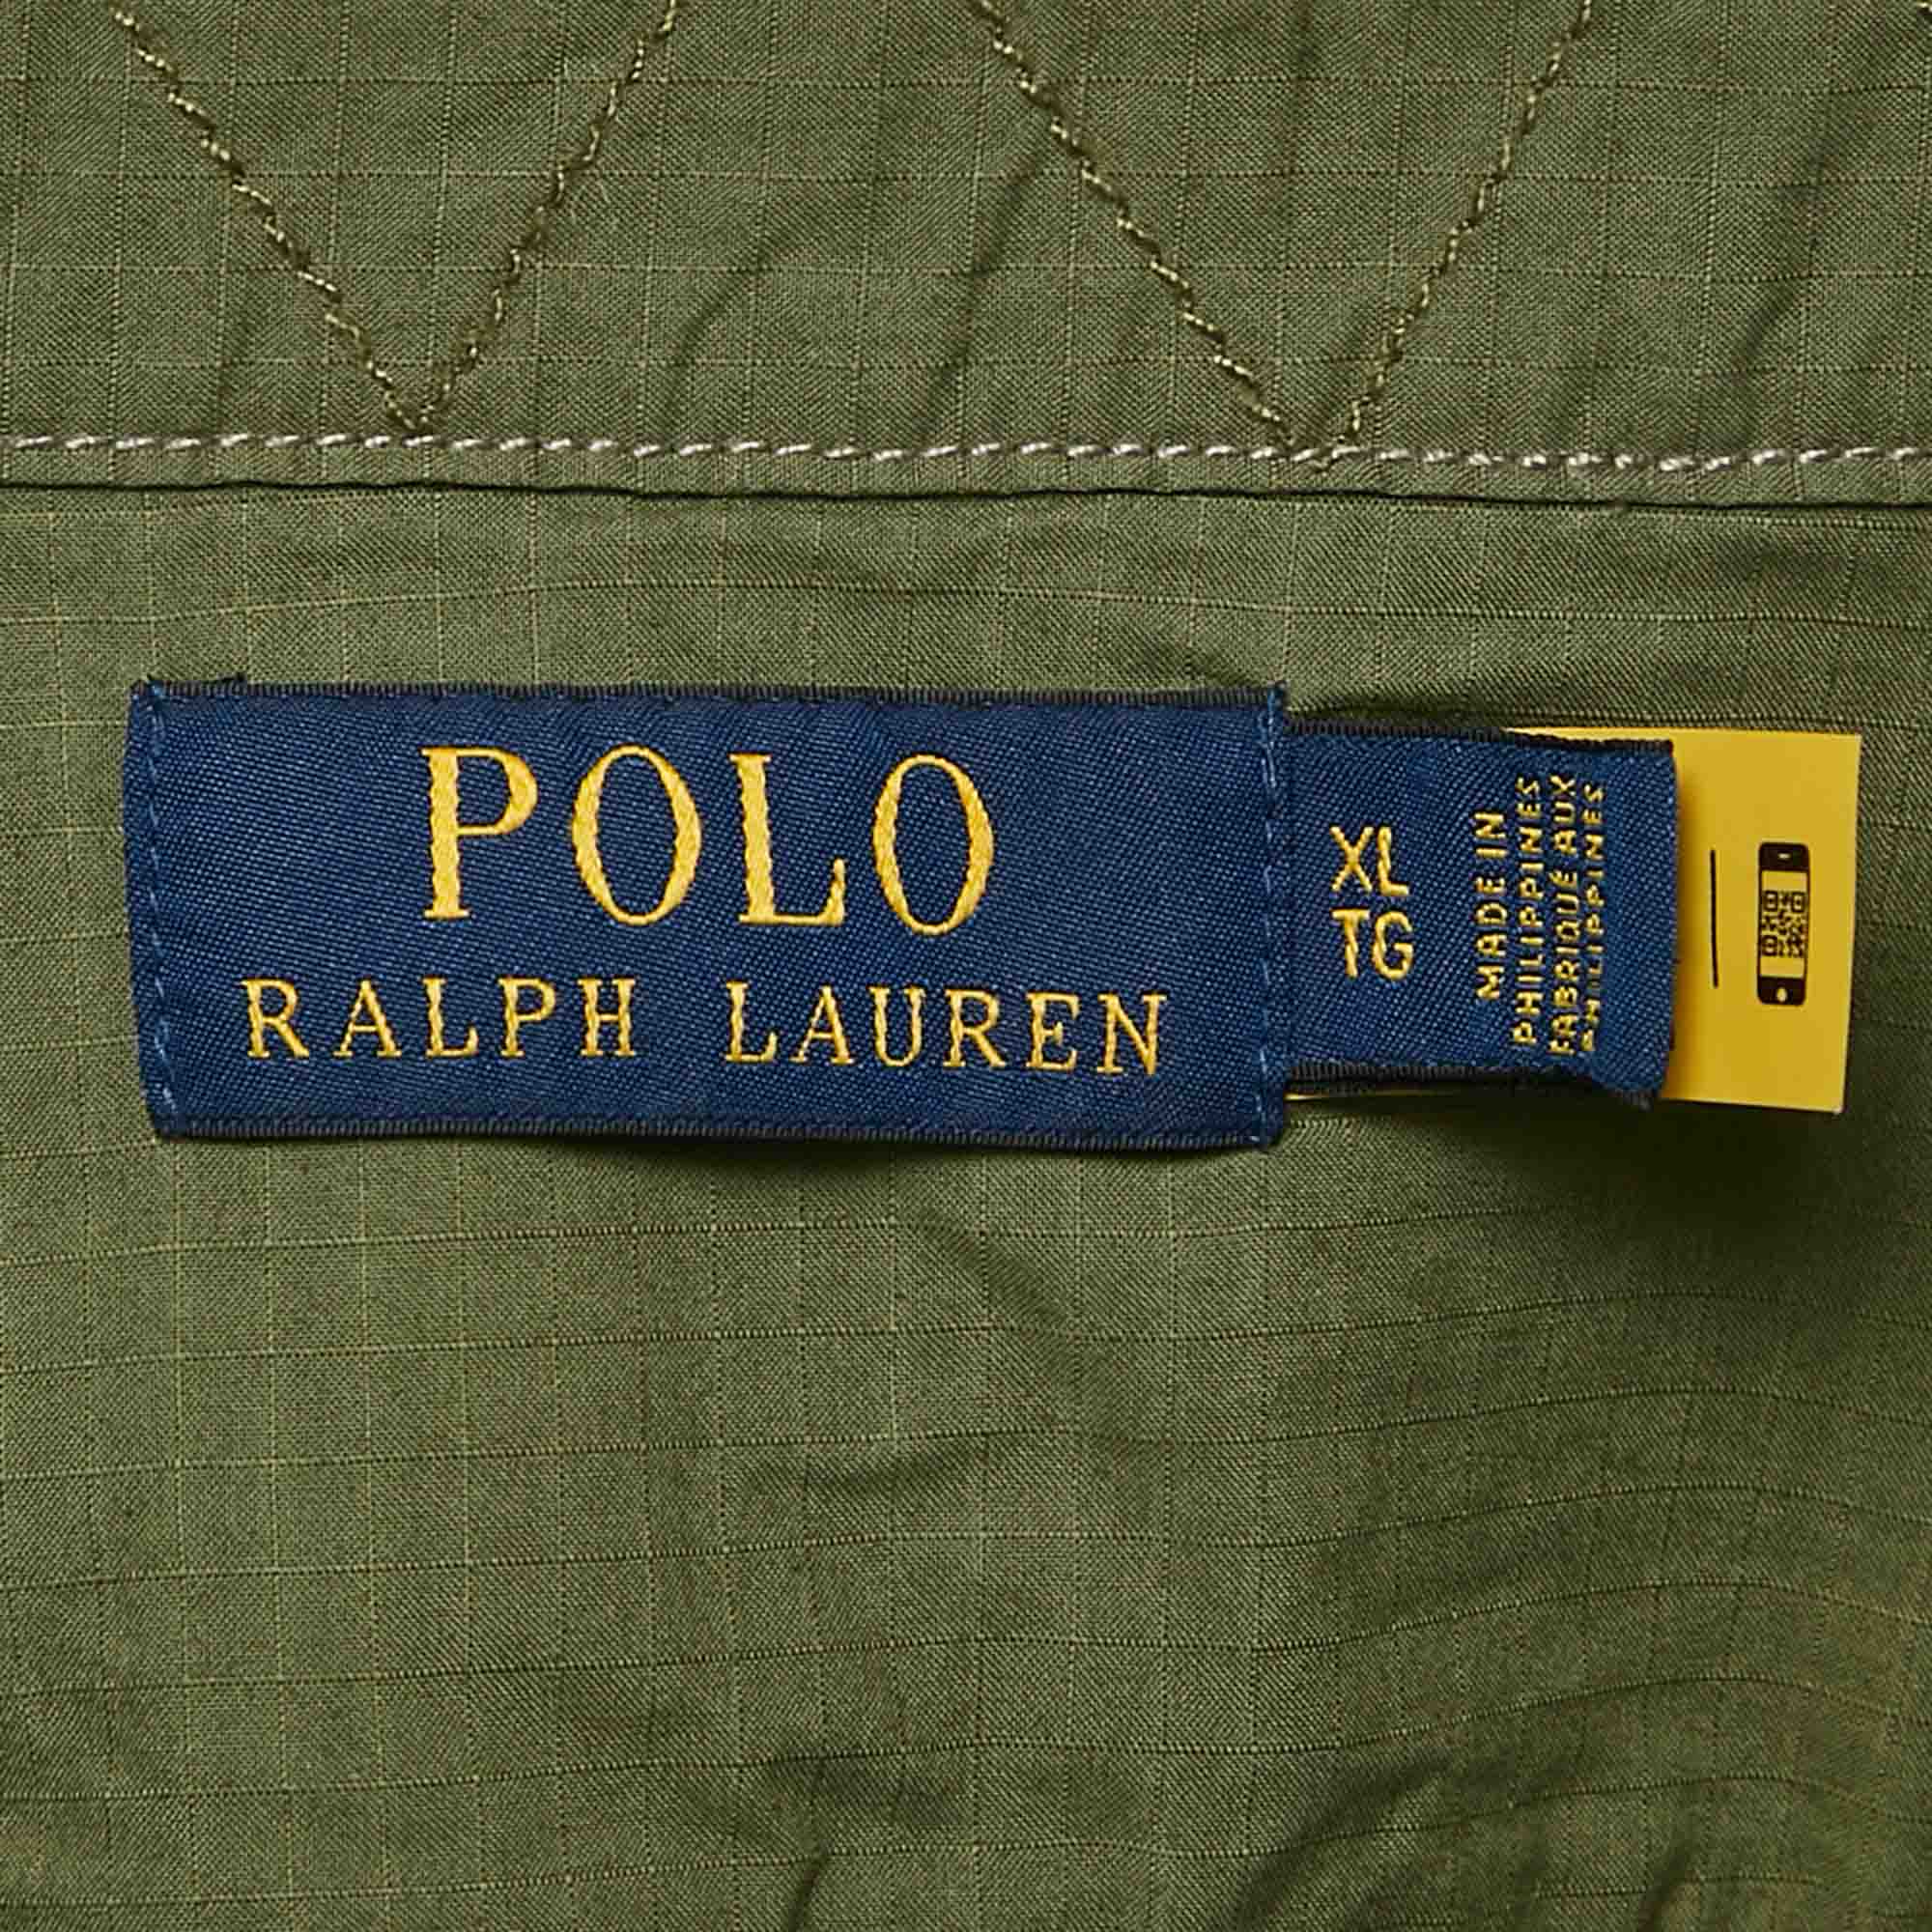 POLO
RALPH LAUREN
XL
TG
MADE IN
PHILIPPINES
FABRIQUÉ AUX
PHILIPPINES